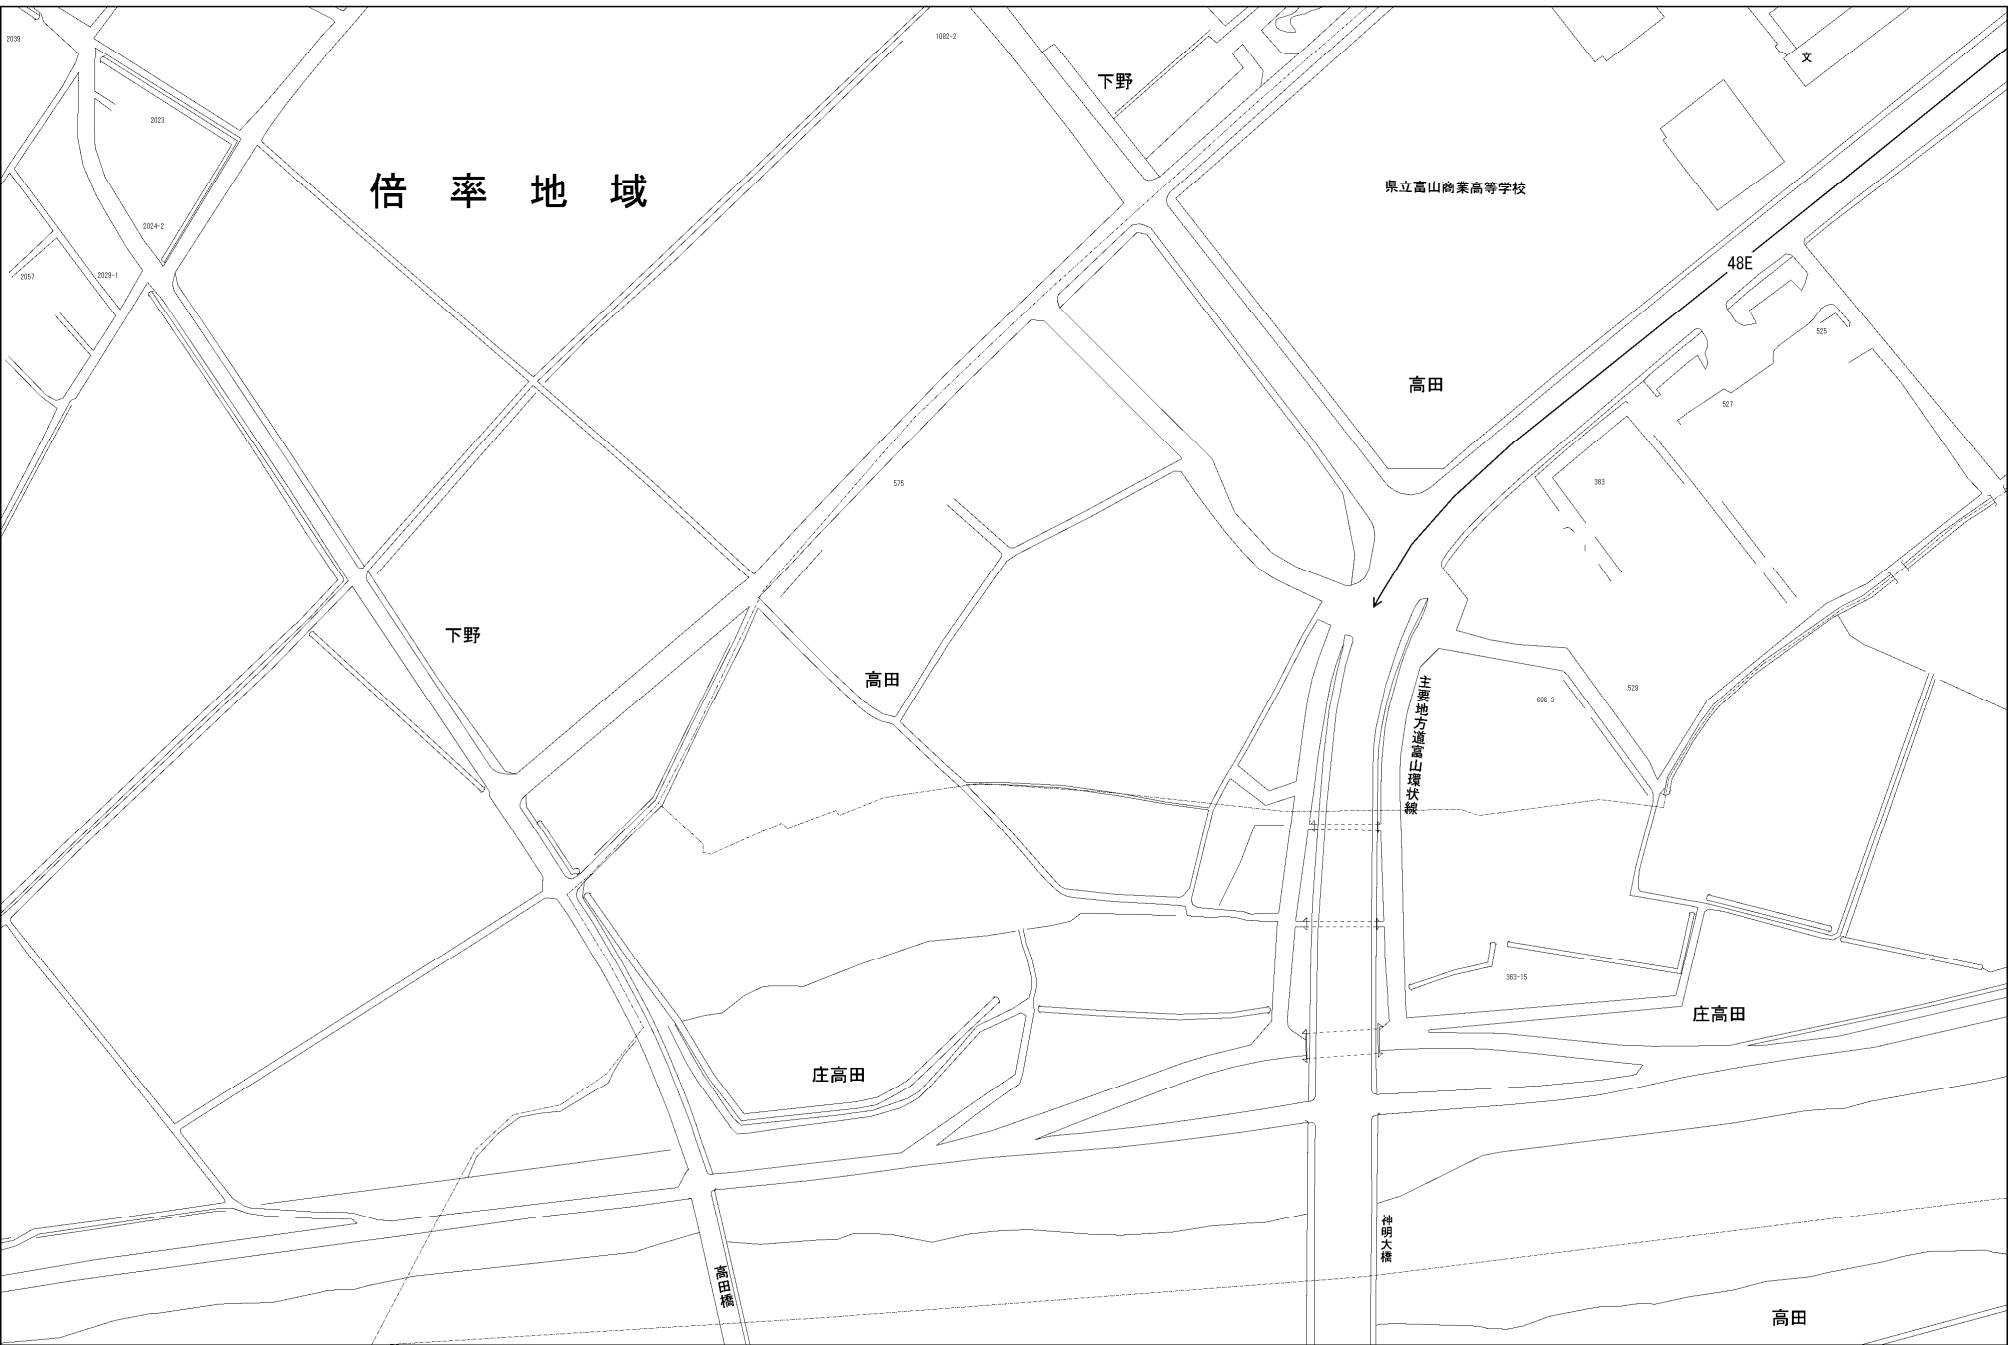 2039
1082-2
文
下野
2023
倍率地域
県立富山商業高等学校
2024-2
48E
2057
2029-1
525
高田
527
575
383
下野
高田
529
606 3
主要地方道富山環状線
363-15
庄高田
庄高田
神明大橋
高田橋
高田